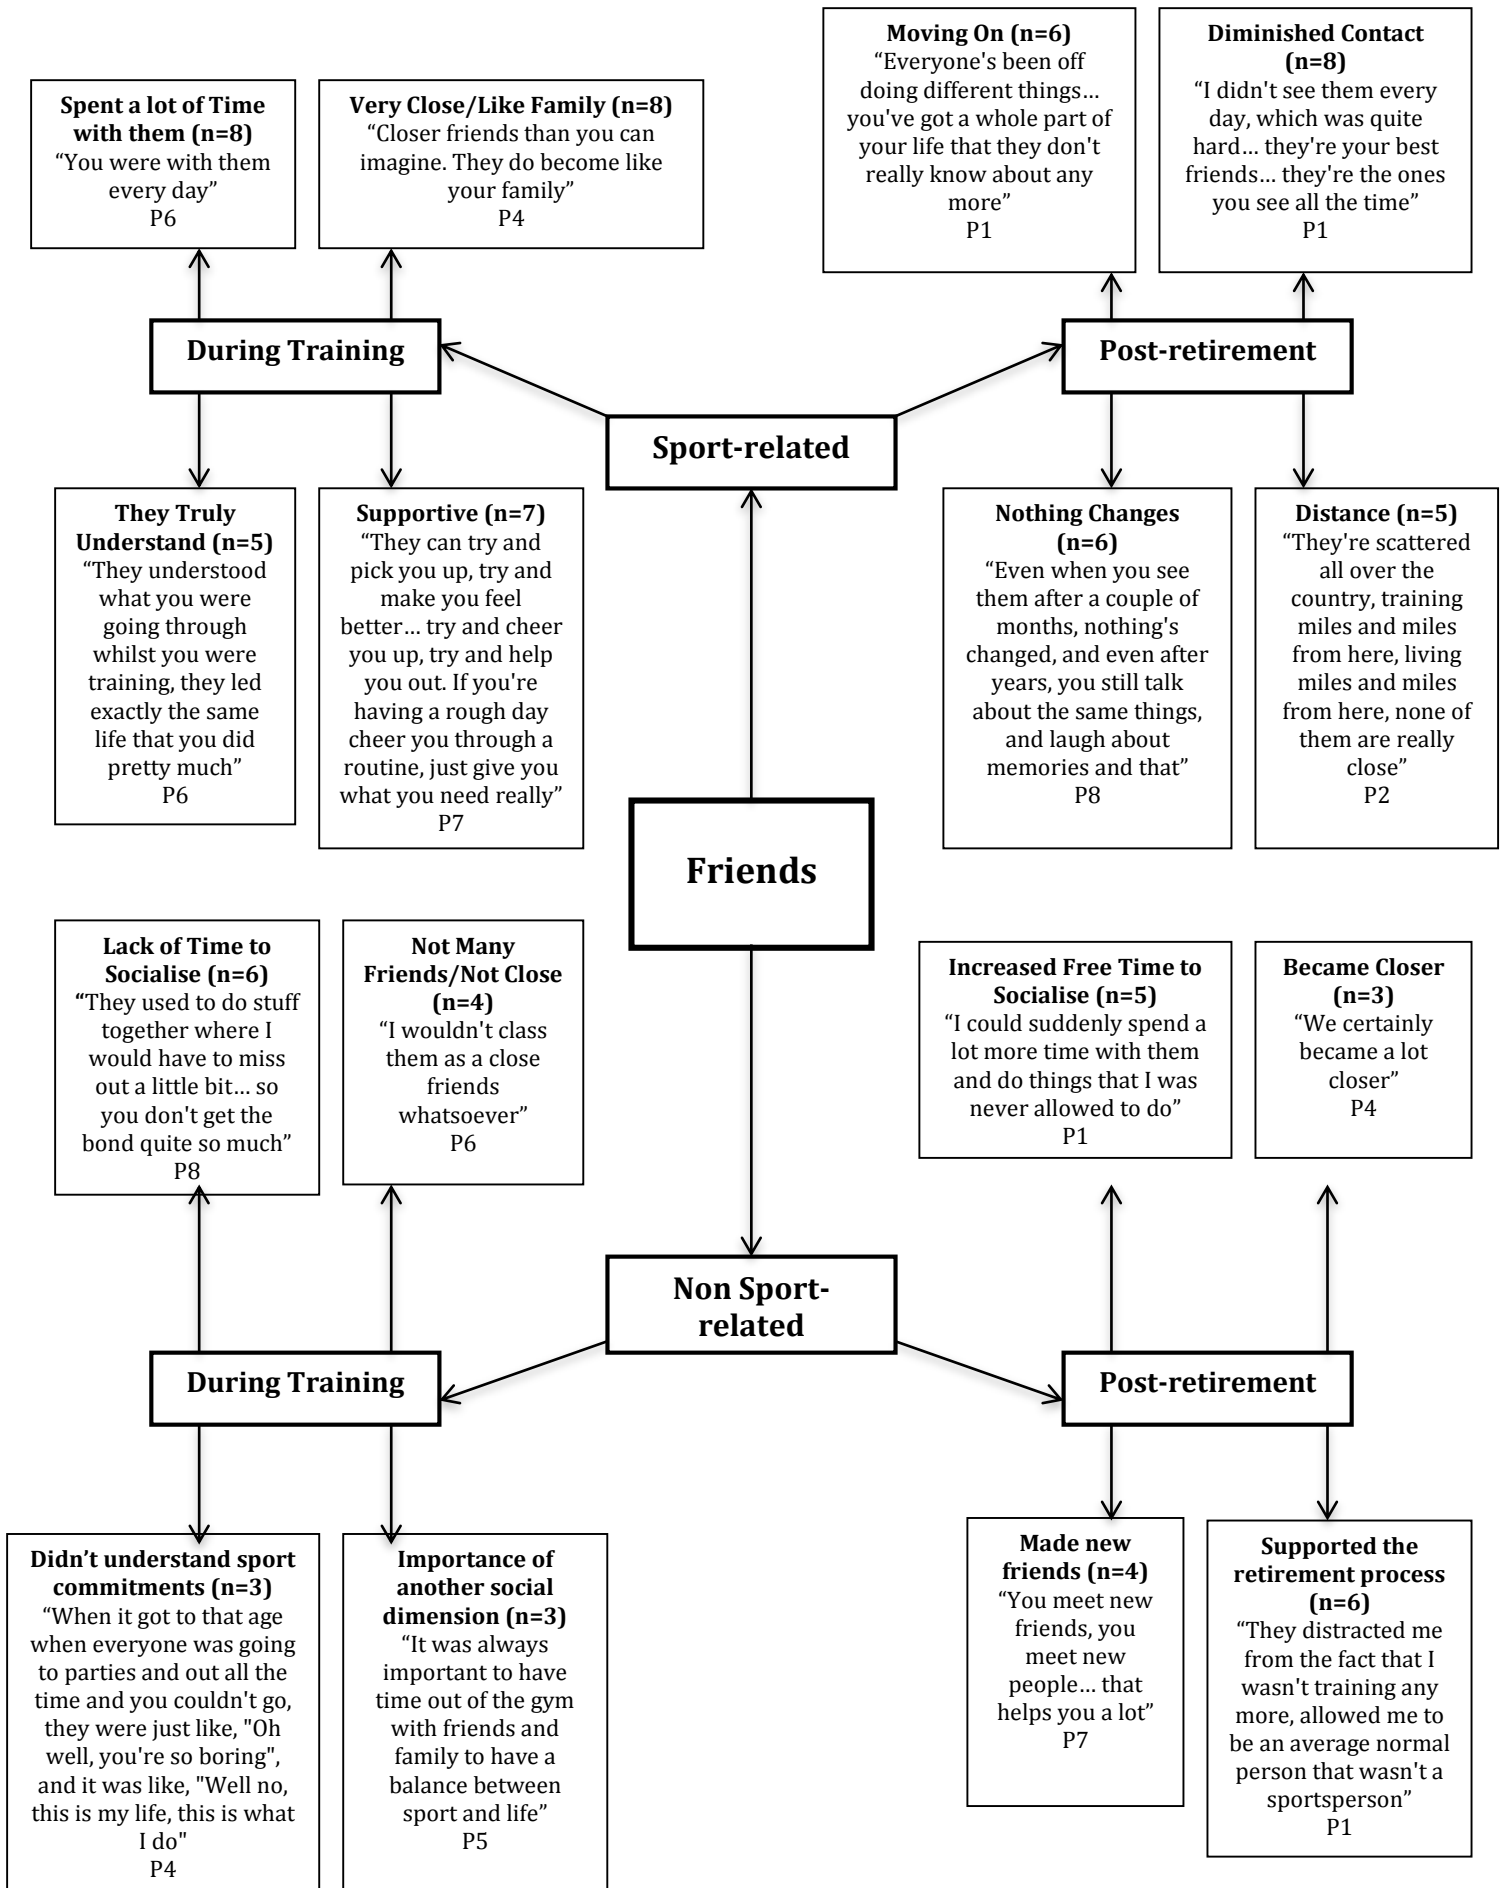 Moving On (n=6)
“Everyone's been off
doing different things…
you've got a whole part of
your life that they don't
really know about any
more”
P1
Diminished Contact
(n=8)
“I didn't see them every
day, which was quite
hard… they're your best
friends… they're the ones
you see all the time”
P1
Spent a lot of Time
with them (n=8)
“You were with them
every day”
P6
Very Close/Like Family (n=8)
“Closer friends than you can
imagine. They do become like
your family”
P4
During Training
Post-retirement
Sport-related
They Truly
Understand (n=5)
“They understood
what you were
going through
whilst you were
training, they led
exactly the same
life that you did
pretty much”
P6
Supportive (n=7)
“They can try and
pick you up, try and
make you feel
better… try and cheer
you up, try and help
you out. If you're
having a rough day
cheer you through a
routine, just give you
what you need really”
P7
Nothing Changes
(n=6)
“Even when you see
them after a couple of
months, nothing's
changed, and even after
years, you still talk
about the same things,
and laugh about
memories and that”
P8
Distance (n=5)
“They're scattered
all over the
country, training
miles and miles
from here, living
miles and miles
from here, none of
them are really
close”
P2
Friends
Lack of Time to
Socialise (n=6)
“They used to do stuff
together where I
would have to miss
out a little bit… so
you don't get the
bond quite so much”
P8
Not Many
Friends/Not Close
(n=4)
“I wouldn't class
them as a close
friends
whatsoever”
P6
Increased Free Time to
Socialise (n=5)
“I could suddenly spend a
lot more time with them
and do things that I was
never allowed to do”
P1
Became Closer
(n=3)
“We certainly
became a lot
closer”
P4
Non Sport-
related
During Training
Post-retirement
Didn’t understand sport
commitments (n=3)
“When it got to that age
when everyone was going
to parties and out all the
time and you couldn't go,
they were just like, "Oh
well, you're so boring",
and it was like, "Well no,
this is my life, this is what
I do"
P4
Importance of
another social
dimension (n=3)
“It was always
important to have
time out of the gym
with friends and
family to have a
balance between
sport and life”
P5
Made new
friends (n=4)
“You meet new
friends, you
meet new
people… that
helps you a lot”
P7
Supported the
retirement process
(n=6)
“They distracted me
from the fact that I
wasn't training any
more, allowed me to
be an average normal
person that wasn't a
sportsperson”
P1